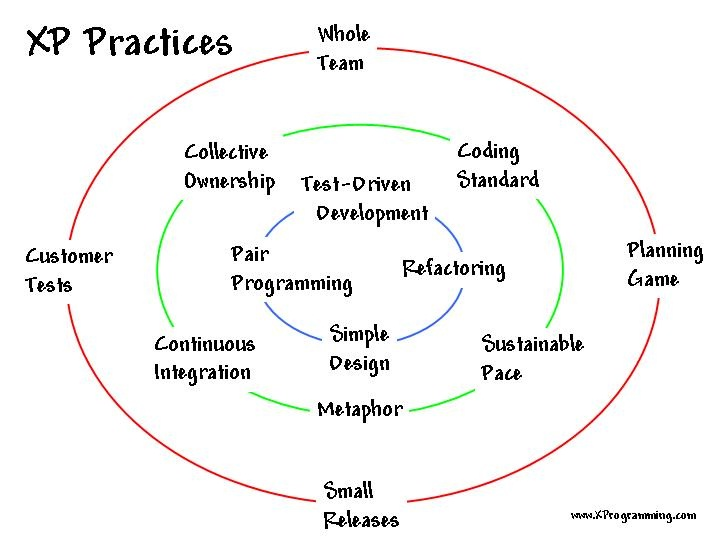 XP Practices
Whole
Team
Collective
Ownership
Coding
Standard
Test-Driven
Development
Customer
Tests
Pair
Programming
Refactoring
Planning
Game
Continuous
Integration
Simple
Design
Sustainable
Pace
Metaphor
Small
Releases
www.XProgramming.com